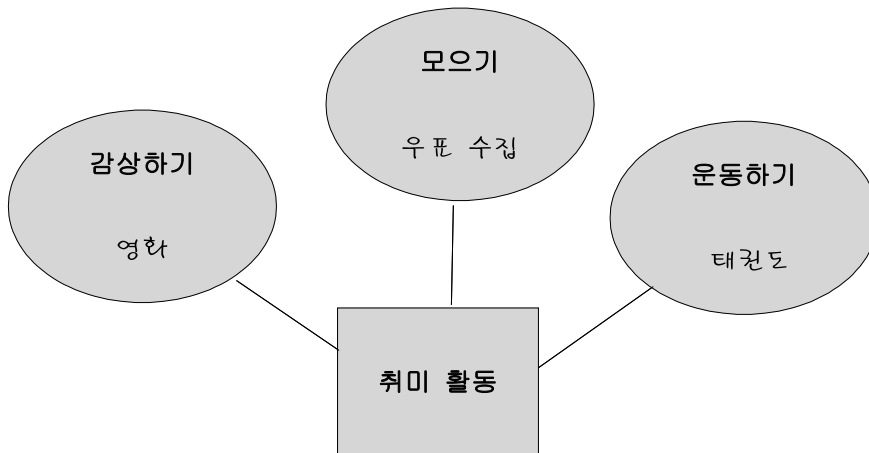 모으기
우표 수집
감상하기
영화
운동하기
태권도
취미 활동